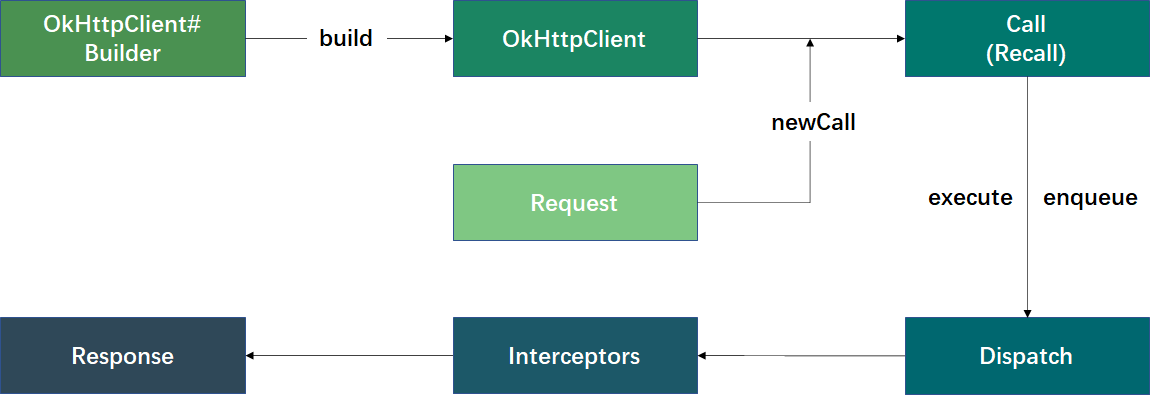 OkHttpClient#
Builder
build
OkHttpClient
Call
(Recall)
newCall
Request
execute
enqueue
Response
Interceptors
Dispatch